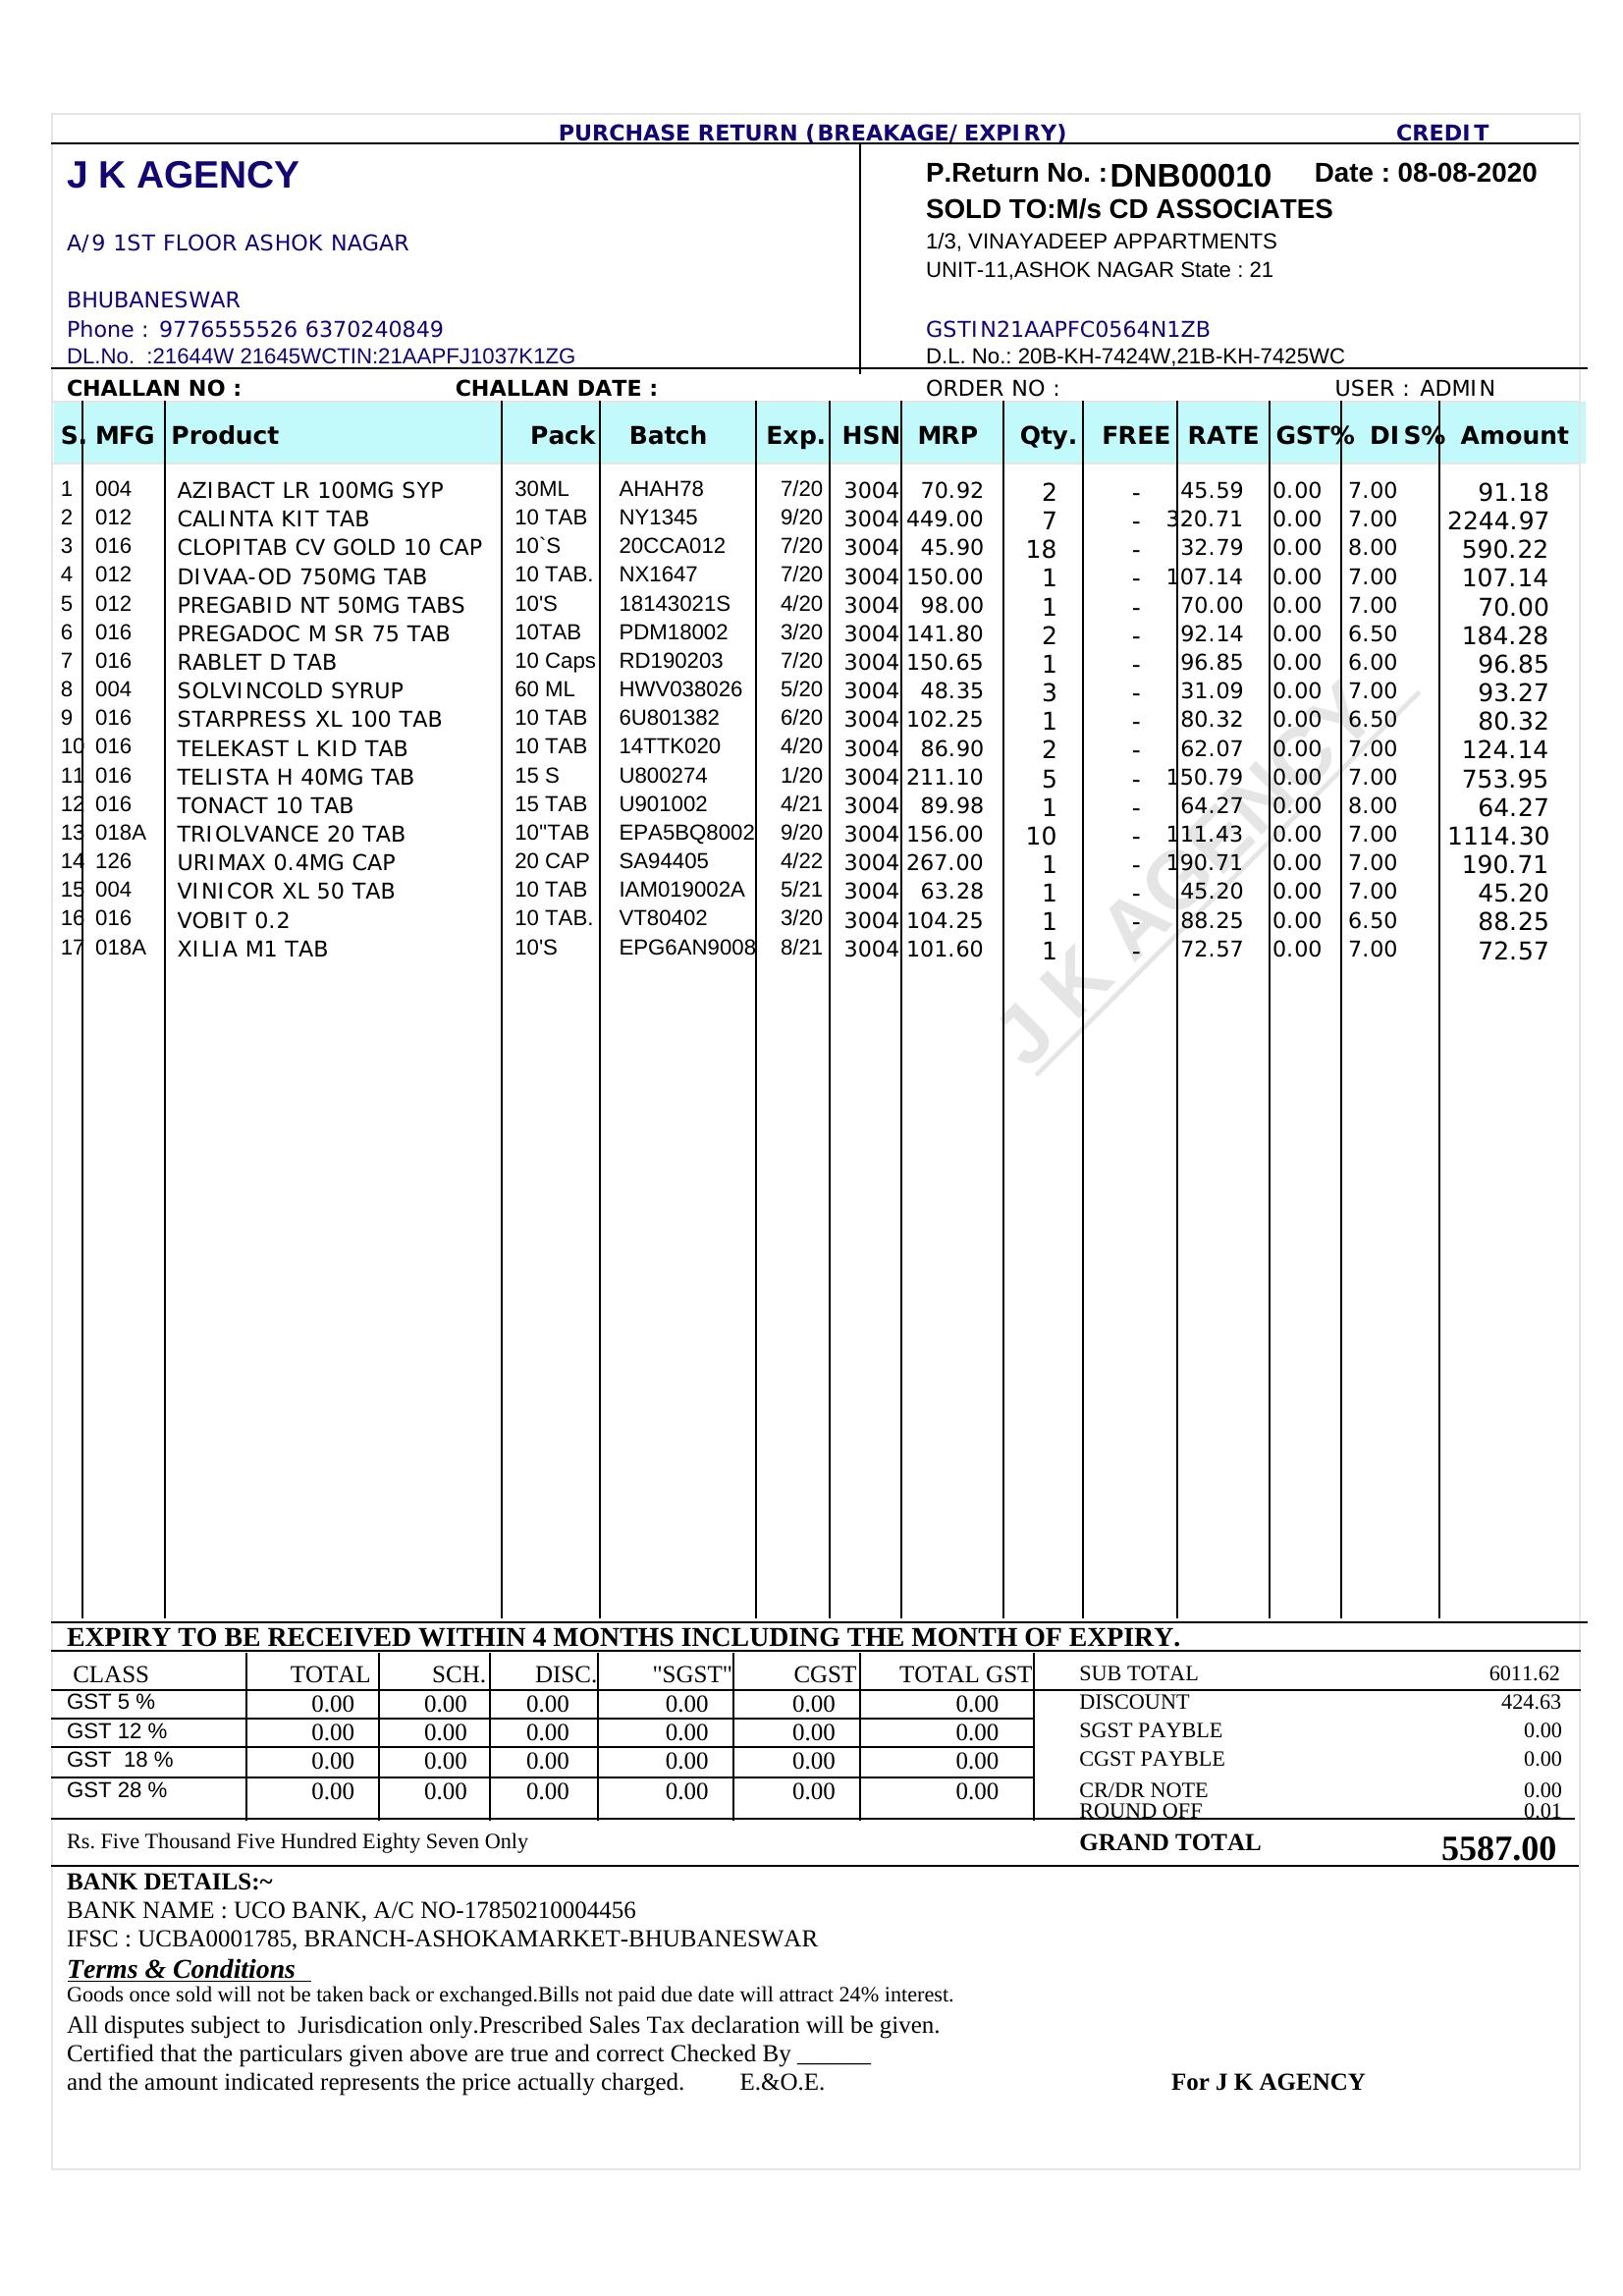 PURCHASE RETURN (BREAKAGE/ EXPIRY) CREDIT
J K AGENCY
P.Return No. : DNB00010 Date : 08-08-2020
SOLD TO:M/s CD ASSOCIATES
A/9 1ST FLOOR ASHOK NAGAR 1/3, VINAYADEEP APPARTMENTS
UNIT-11,ASHOK NAGAR State : 21
BHUBANESWAR
Phone : 9776555526 6370240849 GSTIN21AAPFC0564N1ZB
DL.No. :21644W 21645WCTIN:21AAPFJ1037K1ZG D.L. No.: 20B-KH-7424W,21B-KH-7425WC
CHALLAN NO : CHALLAN DATE : ORDER NO : USER : ADMIN
S. MFG Product Pack Batch Exp. HSN MRP Qty. FREE RATE GST% DIS% Amount
1 004 AZIBACT LR 100MG SYP 30ML AHAH78 7/20 3004 70.92 2 - 45.59 0.00 7.00 91.18
2 012 CALINTA KIT TAB 10 TAB NY1345 9/20 3004 449.00 7 - 320.71 0.00 7.00 2244.97
3 016 CLOPITAB CV GOLD 10 CAP 10`S 20CCA012 7/20 3004 45.90 18 - 32.79 0.00 8.00 590.22
4 012 DIVAA-OD 750MG TAB 10 TAB. NX1647 7/20 3004 150.00 1 - 107.14 0.00 7.00 107.14
5 012 PREGABID NT 50MG TABS 10'S 18143021S 4/20 3004 98.00 1 - 70.00 0.00 7.00 70.00
6 016 PREGADOC M SR 75 TAB 10TAB PDM18002 3/20 3004 141.80 2 - 92.14 0.00 6.50 184.28
7 016 RABLET D TAB 10 Caps RD190203 7/20 3004 150.65 1 - 96.85 0.00 6.00 96.85
8 004 SOLVINCOLD SYRUP 60 ML HWV038026 5/20 3004 48.35 3 - 31.09 0.00 7.00 93.27
9 016 STARPRESS XL 100 TAB 10 TAB 6U801382 6/20 3004 102.25 1 - 80.32 0.00 6.50 80.32
10 016 TELEKAST L KID TAB 10 TAB 14TTK020 4/20 3004 86.90 2 - 62.07 0.00 7.00 124.14
11 016 TELISTA H 40MG TAB 15 S U800274 1/20 3004 211.10 5 - 150.79 0.00 7.00 753.95
12 016 TONACT 10 TAB 15 TAB U901002 4/21 3004 89.98 1 - 64.27 0.00 8.00 64.27
13 018A TRIOLVANCE 20 TAB 10"TAB EPA5BQ8002 9/20 3004 156.00 10 - 111.43 0.00 7.00 1114.30
14 126 URIMAX 0.4MG CAP 20 CAP SA94405 4/22 3004 267.00 1 - 190.71 0.00 7.00 190.71
15 004 VINICOR XL 50 TAB 10 TAB IAM019002A 5/21 3004 63.28 1 - 45.20 0.00 7.00 45.20
16 016 VOBIT 0.2 10 TAB. VT80402 3/20 3004 104.25 1 - 88.25 0.00 6.50 88.25
17 018A XILIA M1 TAB 10'S EPG6AN9008 8/21 3004 101.60 1 - 72.57 0.00 7.00 72.57
J K AGENCY
EXPIRY TO BE RECEIVED WITHIN 4 MONTHS INCLUDING THE MONTH OF EXPIRY.
CLASS TOTAL SCH. DISC. "SGST" CGST TOTAL GST SUB TOTAL 6011.62
GST 5 % 0.00 0.00 0.00 0.00 0.00 0.00 DISCOUNT 424.63
GST 12 % 0.00 0.00 0.00 0.00 0.00 0.00 SGST PAYBLE 0.00
GST 18 % 0.00 0.00 0.00 0.00 0.00 0.00 CGST PAYBLE 0.00
GST 28 % 0.00 0.00 0.00 0.00 0.00 0.00 CR/DR NOTE 0.00
ROUND OFF 0.01
Rs. Five Thousand Five Hundred Eighty Seven Only GRAND TOTAL 5587.00
BANK DETAILS:~
BANK NAME : UCO BANK, A/C NO-17850210004456
IFSC : UCBA0001785, BRANCH-ASHOKAMARKET-BHUBANESWAR
Terms & Conditions
Goods once sold will not be taken back or exchanged.Bills not paid due date will attract 24% interest.
All disputes subject to Jurisdication only.Prescribed Sales Tax declaration will be given.
Certified that the particulars given above are true and correct Checked By ______
and the amount indicated represents the price actually charged. E.&O.E. For J K AGENCY